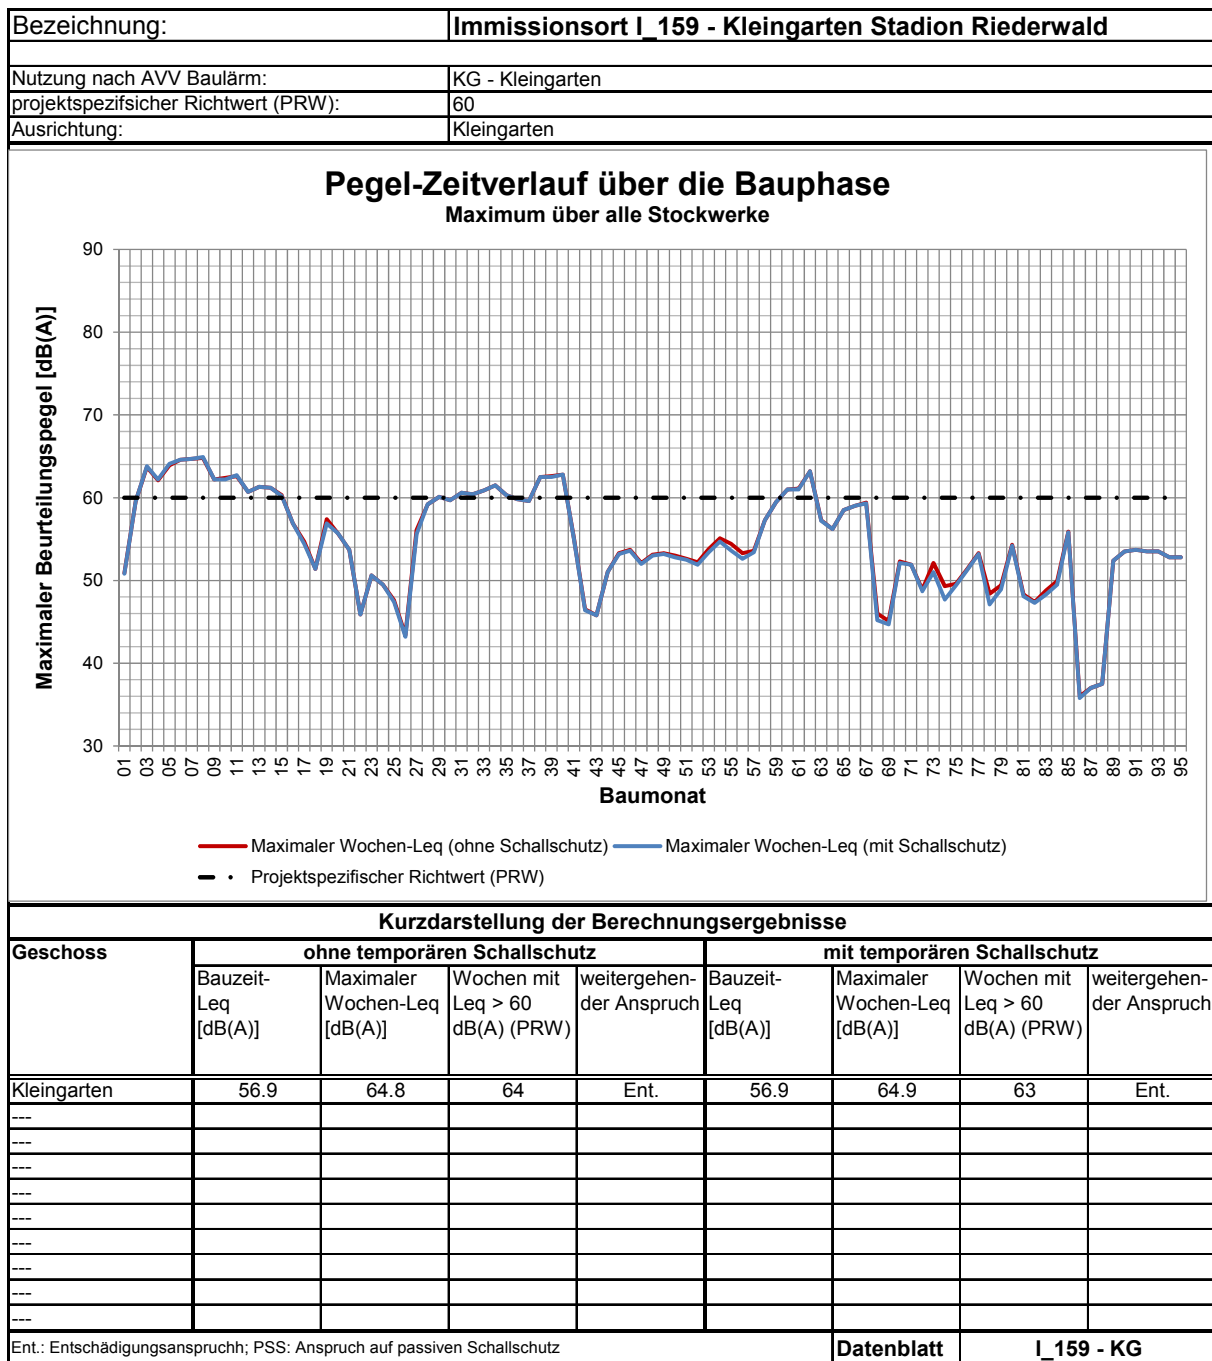 Bezeichnung: Immissionsort I_159 - Kleingarten Stadion Riederwald
Nutzung nach AVV Baulärm: KG - Kleingarten
projektspezifsicher Richtwert (PRW): 60
Ausrichtung: Kleingarten
Pegel-Zeitverlauf über die Bauphase
Maximum über alle Stockwerke
Maximaler Beurteilungspegel [dB(A)]
90
80
70
60
50
40
30
01 03 05 07 09 11 13 15 17 19 21 23 25 27 29 31 33 35 37 39 41 43 45 47 49 51 53 55 57 59 61 63 65 67 69 71 73 75 77 79 81 83 85 87 89 91 93 95
Baumonat
Maximaler Wochen-Leq (ohne Schallschutz) Maximaler Wochen-Leq (mit Schallschutz)
Projektspezifischer Richtwert (PRW)
Kurzdarstellung der Berechnungsergebnisse
Geschoss ohne temporären Schallschutz mit temporären Schallschutz
Bauzeit- Maximaler Wochen mit weitergehen- Bauzeit- Maximaler Wochen mit weitergehen-
Leq Wochen-Leq Leq > 60 der Anspruch Leq Wochen-Leq Leq > 60 der Anspruch
[dB(A)] [dB(A)] dB(A) (PRW) [dB(A)] [dB(A)] dB(A) (PRW)
Kleingarten 56.9 64.8 64 Ent. 56.9 64.9 63 Ent.
---
---
---
---
---
---
---
---
---
Ent.: Entschädigungsanspruchh; PSS: Anspruch auf passiven Schallschutz Datenblatt I_159 - KG